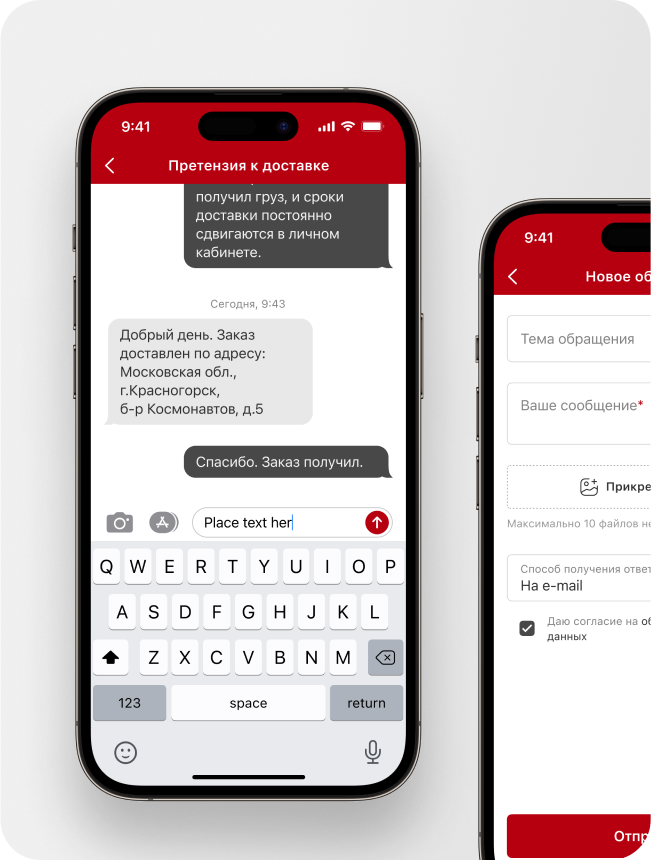 9:41
Претензия к доставке
получил груз, и сроки
доставки постоянно
сдвигаются в личном
кабинете.
Сегодня, 9:43
Добрый день. Заказ
доставлен по адресу:
Московская обл.,
г.Красногорск,
б-р Космонавтов, д.5
Спасибо. Заказ получил.
Place text her
Q W E R T Y U I O P
A S D F G H J K L
Z X C V B N M
123 space return
9:41
Новое об
Тема обращения
Ваше сообщение*
Прикре
Максимально 10 файлов не
Способ получения ответ
На e-mail
Даю согласие на об
данных
Отпр